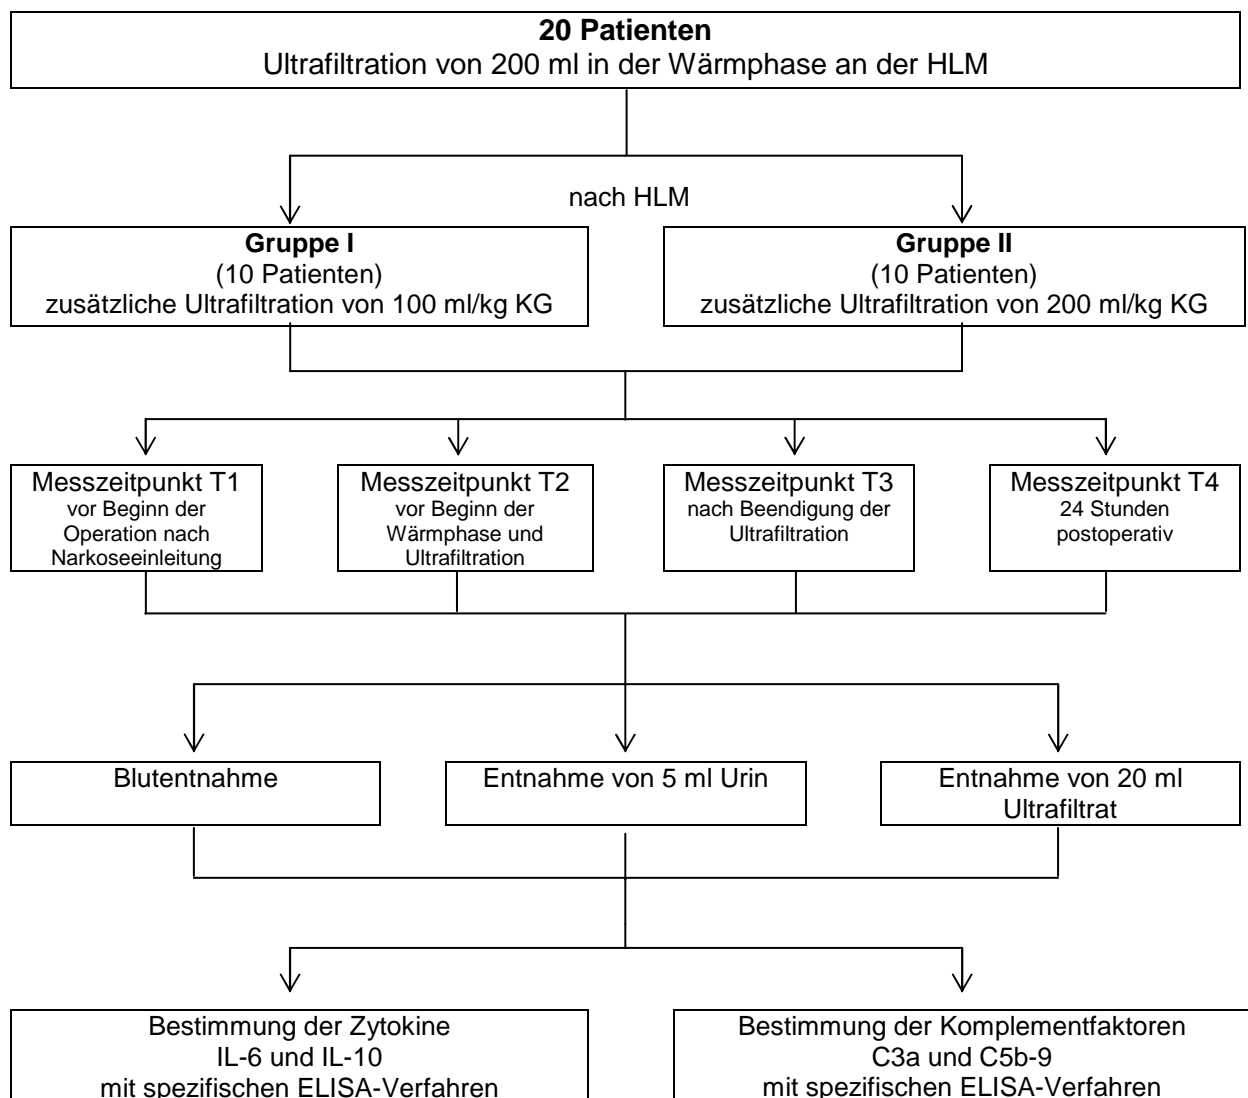 20 Patienten
Ultrafiltration von 200 ml in der Wärmphase an der HLM
nach HLM
Gruppe I
(10 Patienten)
zusätzliche Ultrafiltration von 100 ml/kg KG
Gruppe II
(10 Patienten)
zusätzliche Ultrafiltration von 200 ml/kg KG
Messzeitpunkt T1
vor Beginn der
Operation nach
Narkoseeinleitung
Messzeitpunkt T2
vor Beginn der
Wärmphase und
Ultrafiltration
Messzeitpunkt T3
nach Beendigung der
Ultrafiltration
Messzeitpunkt T4
24 Stunden
postoperativ
Blutentnahme
Entnahme von 5 ml Urin
Entnahme von 20 ml
Ultrafiltrat
Bestimmung der Zytokine
IL-6 und IL-10
mit spezifischen ELISA-Verfahren
Bestimmung der Komplementfaktoren
C3a und C5b-9
mit spezifischen ELISA-Verfahren